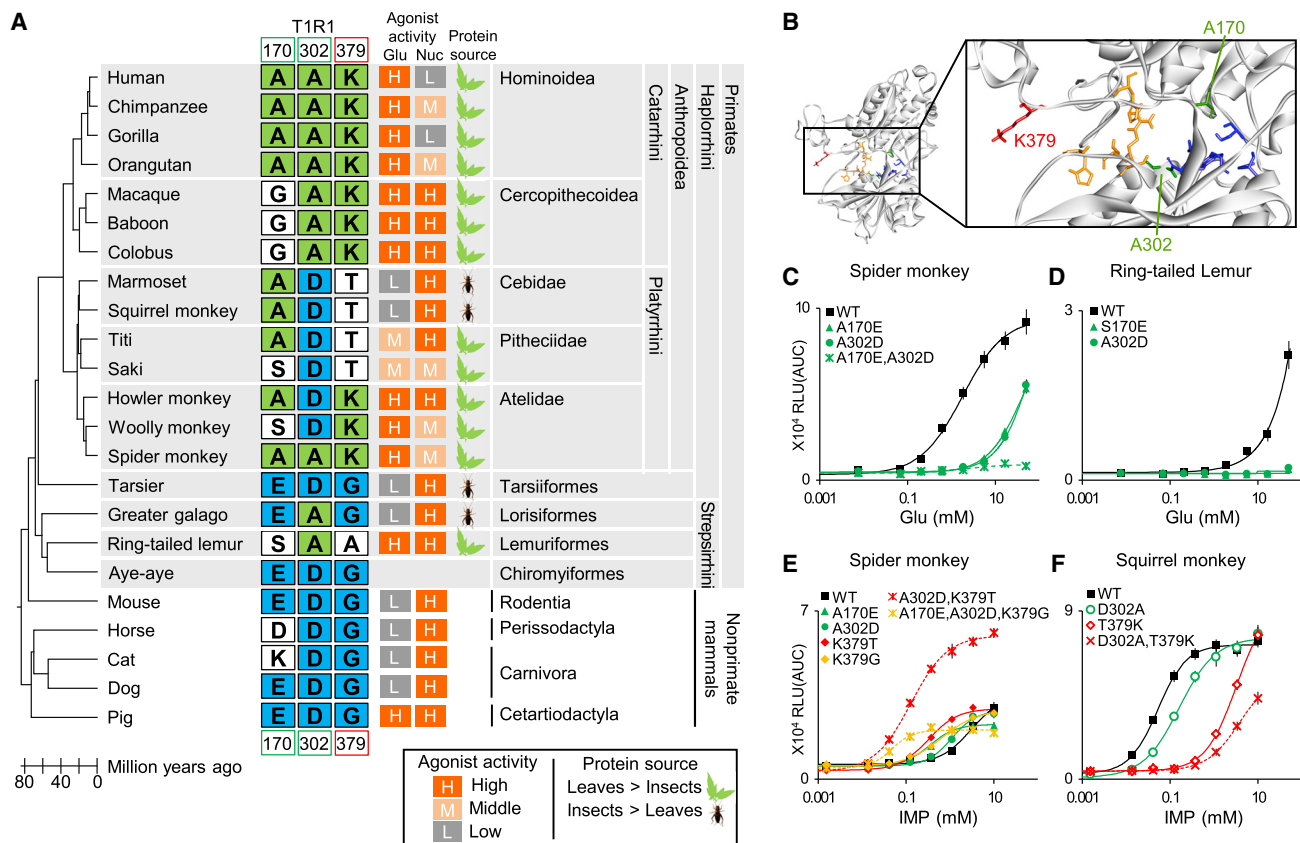 A
T1R1
170 302 379
Agonist activity
Glu Nuc
Protein source
Human A A K H L Hominoidea
Chimpanzee A A K H M
Gorilla A A K H L
Orangutan A A K H M
Macaque G A K H H Cercopithecoidea
Baboon G A K H H
Colobus G A K H H
Marmoset A D T L H Cebidae
Squirrel monkey A D T L H
Titi A D T M H Pitheciidae
Saki S D T M M
Howler monkey A D K H H Atelidae
Woolly monkey S D K H M
Spider monkey A A K H M
Tarsier E D G L H Tarsiiformes
Greater galago E A G L H Lorisiformes
Ring-tailed lemur S A A H H Lemuriformes
Aye-aye E D G Chiromyiformes
Mouse E D G L H Rodentia
Horse D D G L H Perissodactyla
Cat K D G L H Carnivora
Dog E D G L H
Pig E D G H H Cetartiodactyla
170 302 379
Catarrhini
Platyrrhini
Anthropoidea
Haplorrhini
Strepsirrhini
Primates
Nonprimate mammals
80 40 0 Million years ago
Agonist activity
H High
M Middle
L Low
Protein source
Leaves > Insects
Insects > Leaves
B
A170
K379
A302
C
Spider monkey
10
0
X10⁴ RLU(AUC)
WT
A170E
A302D
A170E,A302D
0.001 0.1 10
Glu (mM)
D
Ring-tailed Lemur
3
0
WT
S170E
A302D
0.001 0.1 10
Glu (mM)
E
Spider monkey
7
0
X10⁴ RLU(AUC)
WT
A170E
A302D
K379T
K379G
A302D,K379T
A170E,A302D,K379G
0.001 0.1 10
IMP (mM)
F
Squirrel monkey
9
0
WT
D302A
T379K
D302A,T379K
0.001 0.1 10
IMP (mM)